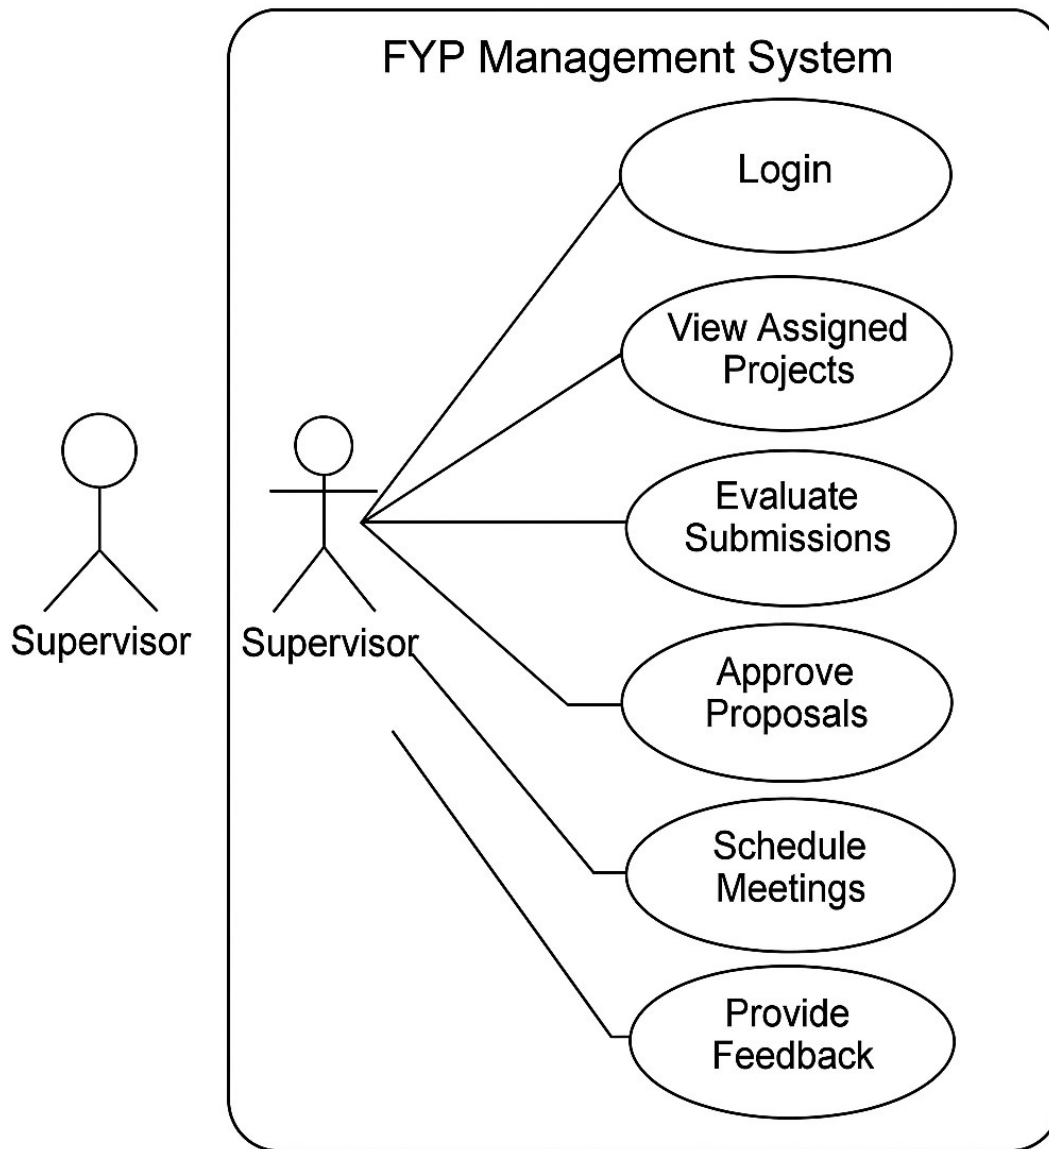 FYP Management System
Login
View Assigned
Projects
Evaluate
Submissions
Supervisor
Supervisor
Approve
Proposals
Schedule
Meetings
Provide
Feedback